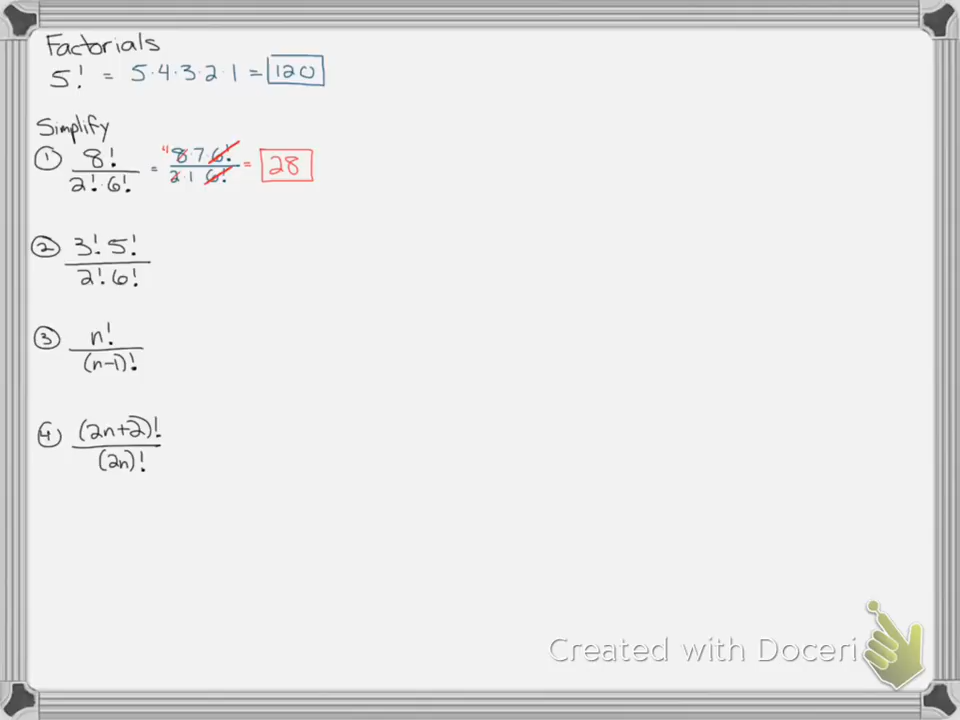 Factorials
5! = 5·4·3·2·1 = 120
Simplify
① 8!/(2!·6!) = ⁴8·7·6!/(2·1 6!) = 28
② 3!·5!/(2!·6!)
③ n!/(n-1)!
④ (2n+2)!/(2n)!
Created with Doceri